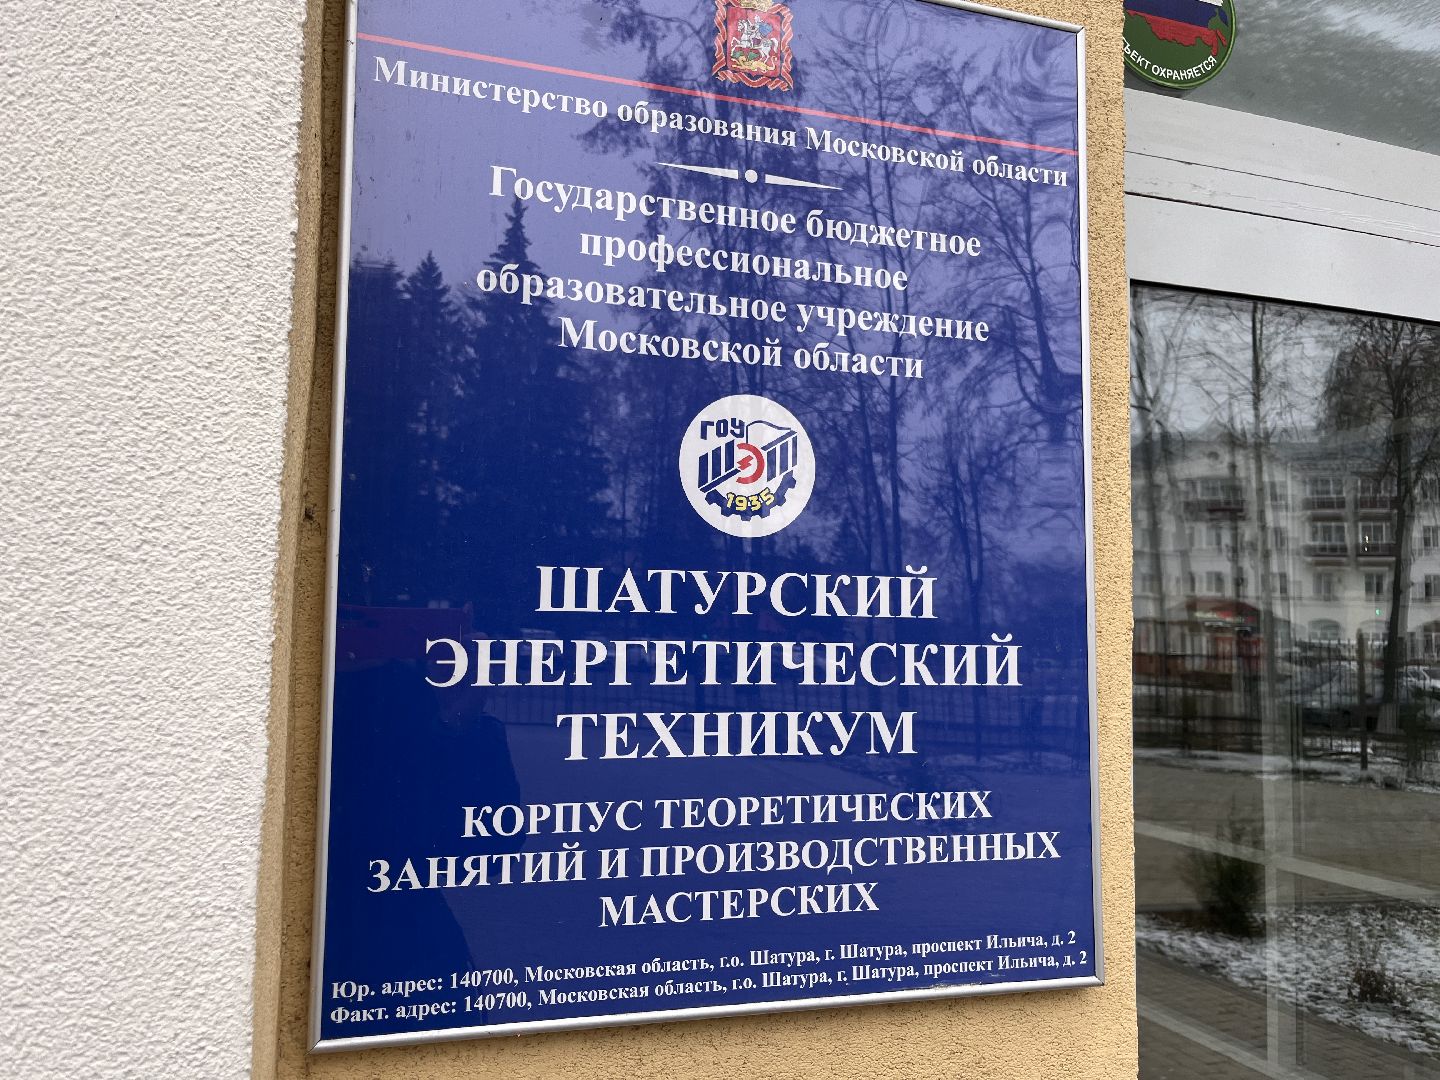 ЪЕКТ ОХРАНЯЕТСЯ
Министерство образования Московской области
Государственное бюджетное
профессиональное
образовательное учреждение
Московской области
ГОУ
ШЭТ
1935
ШАТУРСКИЙ
ЭНЕРГЕТИЧЕСКИЙ
ТЕХНИКУМ
КОРПУС ТЕОРЕТИЧЕСКИХ
ЗАНЯТИЙ И ПРОИЗВОДСТВЕННЫХ
МАСТЕРСКИХ
Юр. адрес: 140700, Московская область, г.о. Шатура, г. Шатура, проспект Ильича, д. 2
Факт. адрес: 140700, Московская область, г.о. Шатура, г. Шатура, проспект Ильича, д. 2